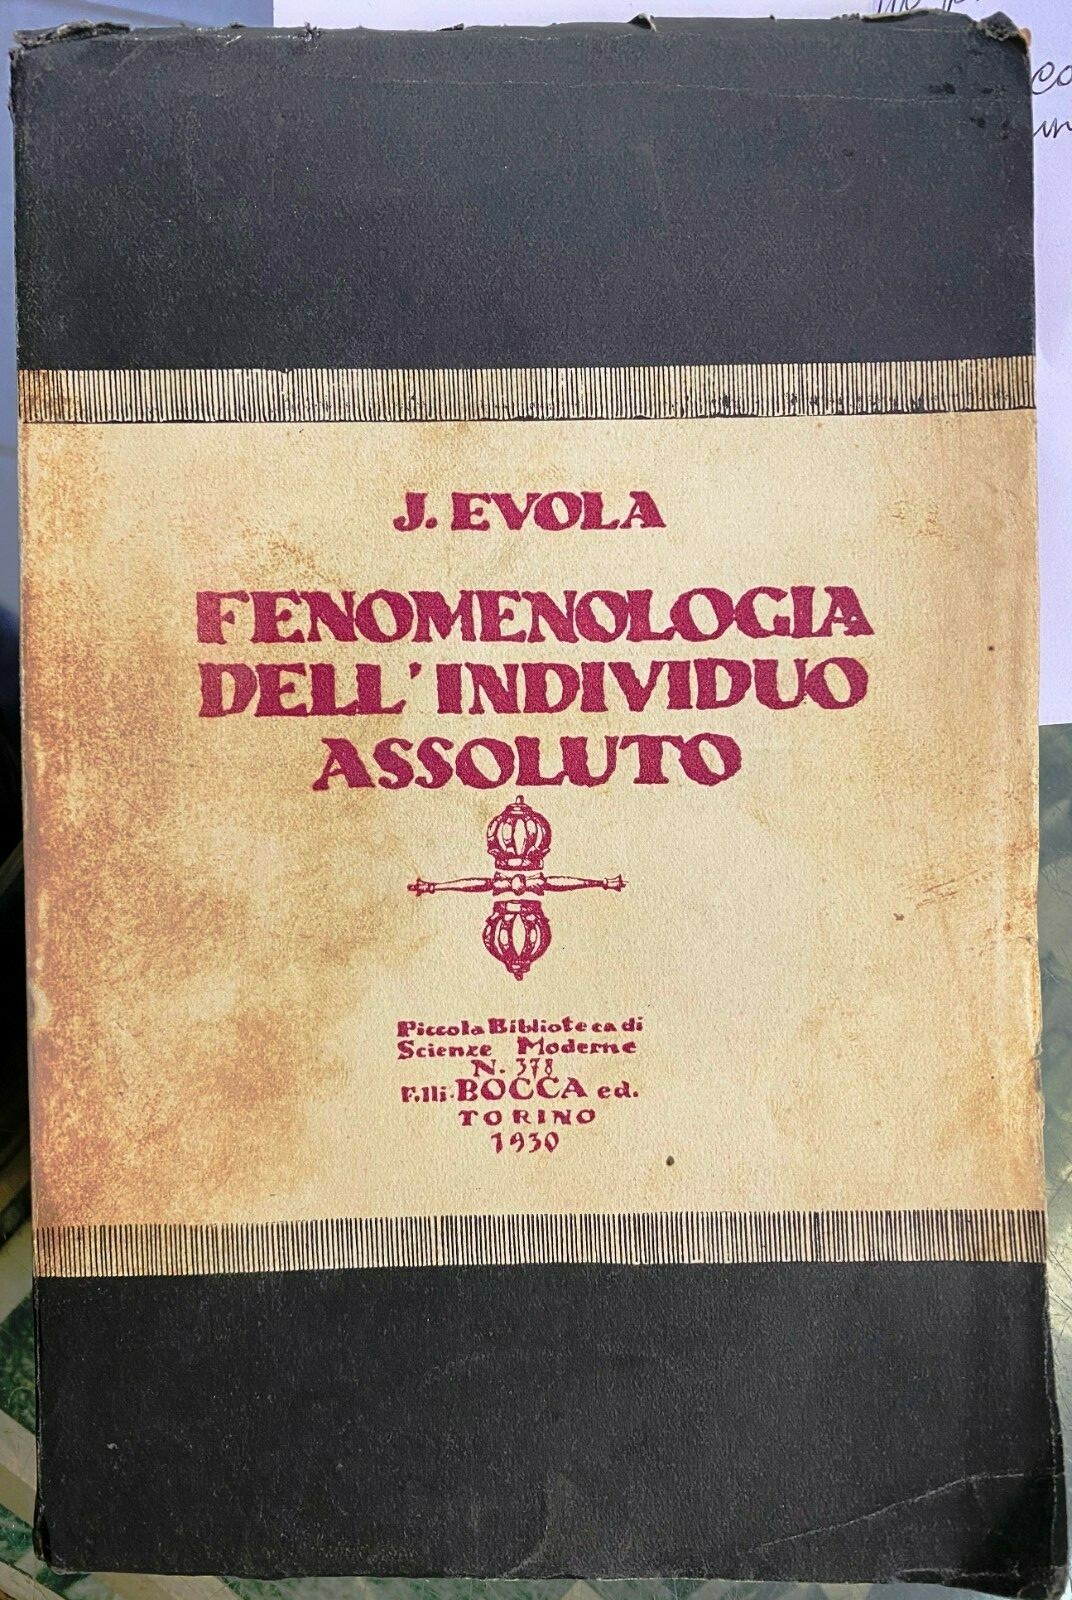 J. EVOLA
FENOMENOLOGIA
DELL'INDIVIDUO
ASSOLUTO
Piccola Biblioteca di
Scienze Moderne
N. 378
F.lli. BOCCA ed.
TORINO
1930